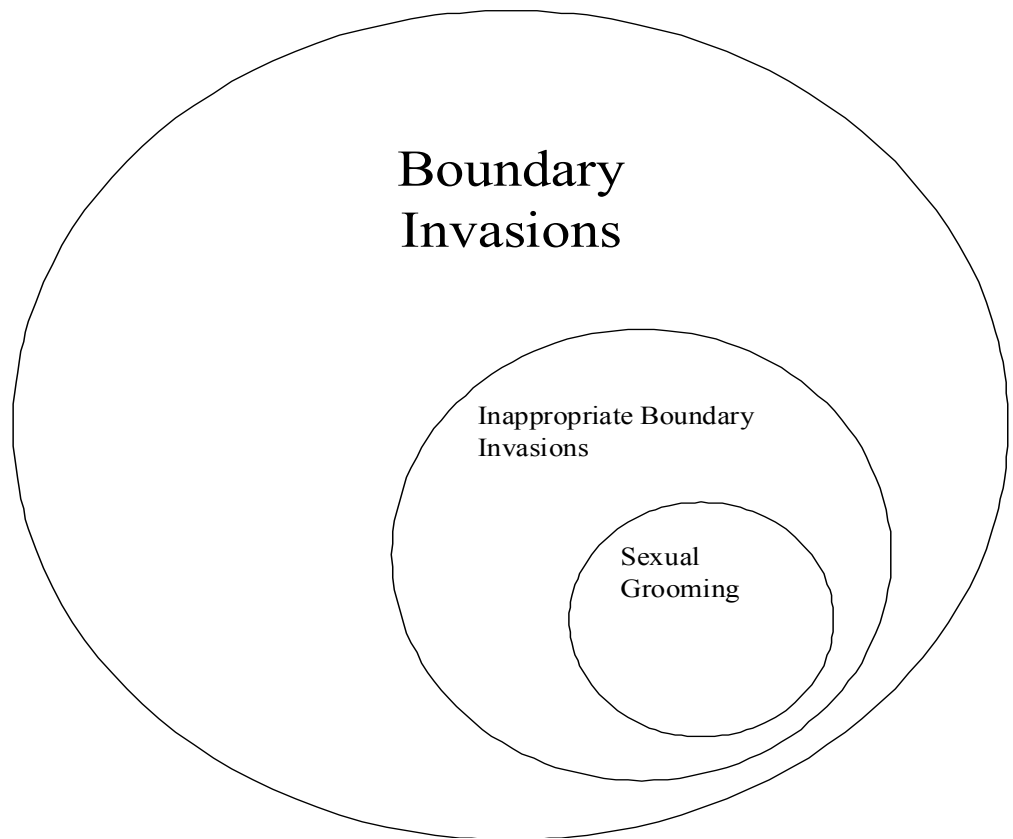 Boundary
Invasions
Inappropriate Boundary
Invasions
Sexual
Grooming